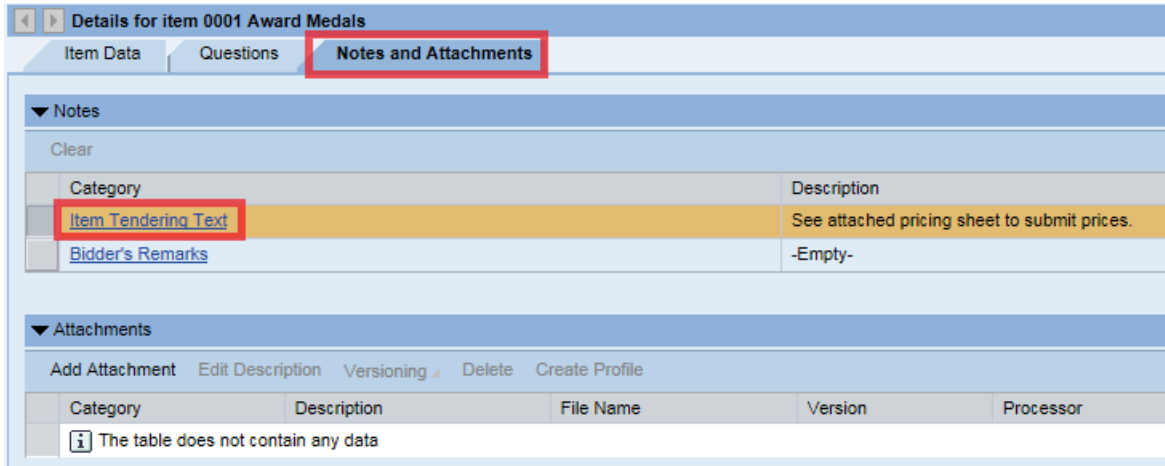 Details for item 0001 Award Medals
Item Data Questions Notes and Attachments
Notes
Clear
Category Description
Item Tendering Text See attached pricing sheet to submit prices.
Bidder's Remarks -Empty-
Attachments
Add Attachment Edit Description Versioning Delete Create Profile
Category Description File Name Version Processor
The table does not contain any data